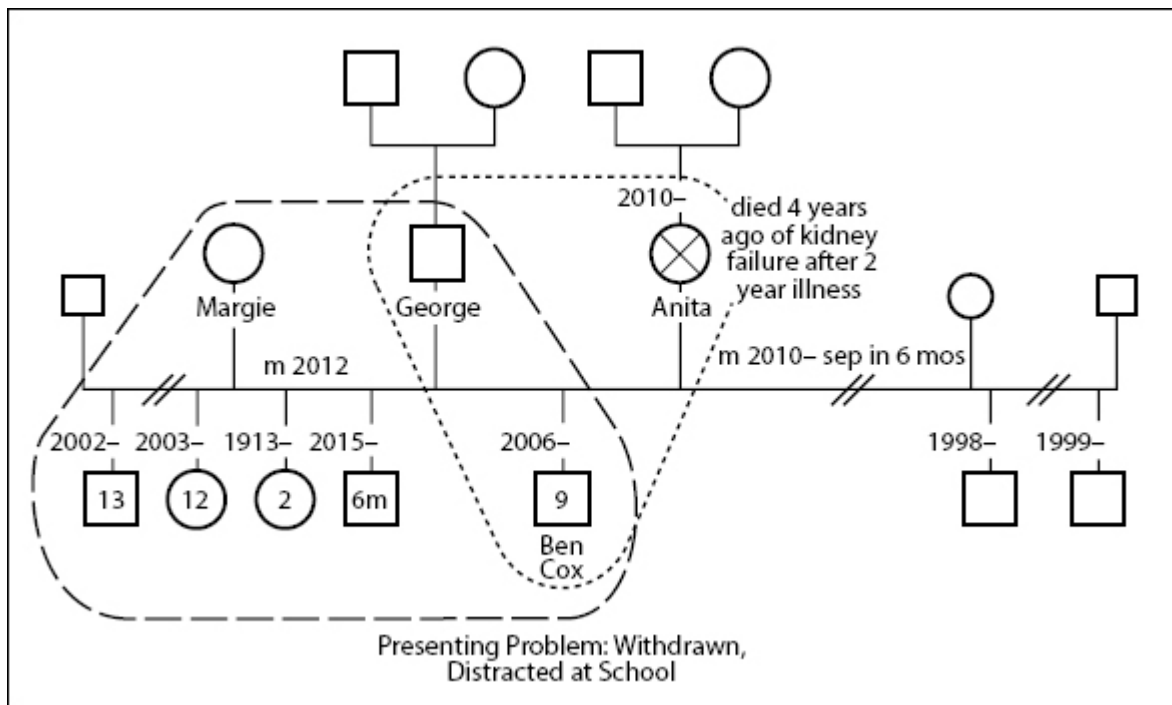 2010–
died 4 years
ago of kidney
failure after 2
year illness
Margie
George
Anita
m 2012
m 2010– sep in 6 mos
2002–
2003–
1913–
2015–
2006–
1998–
1999–
13
12
2
6m
9
Ben
Cox
Presenting Problem: Withdrawn,
Distracted at School